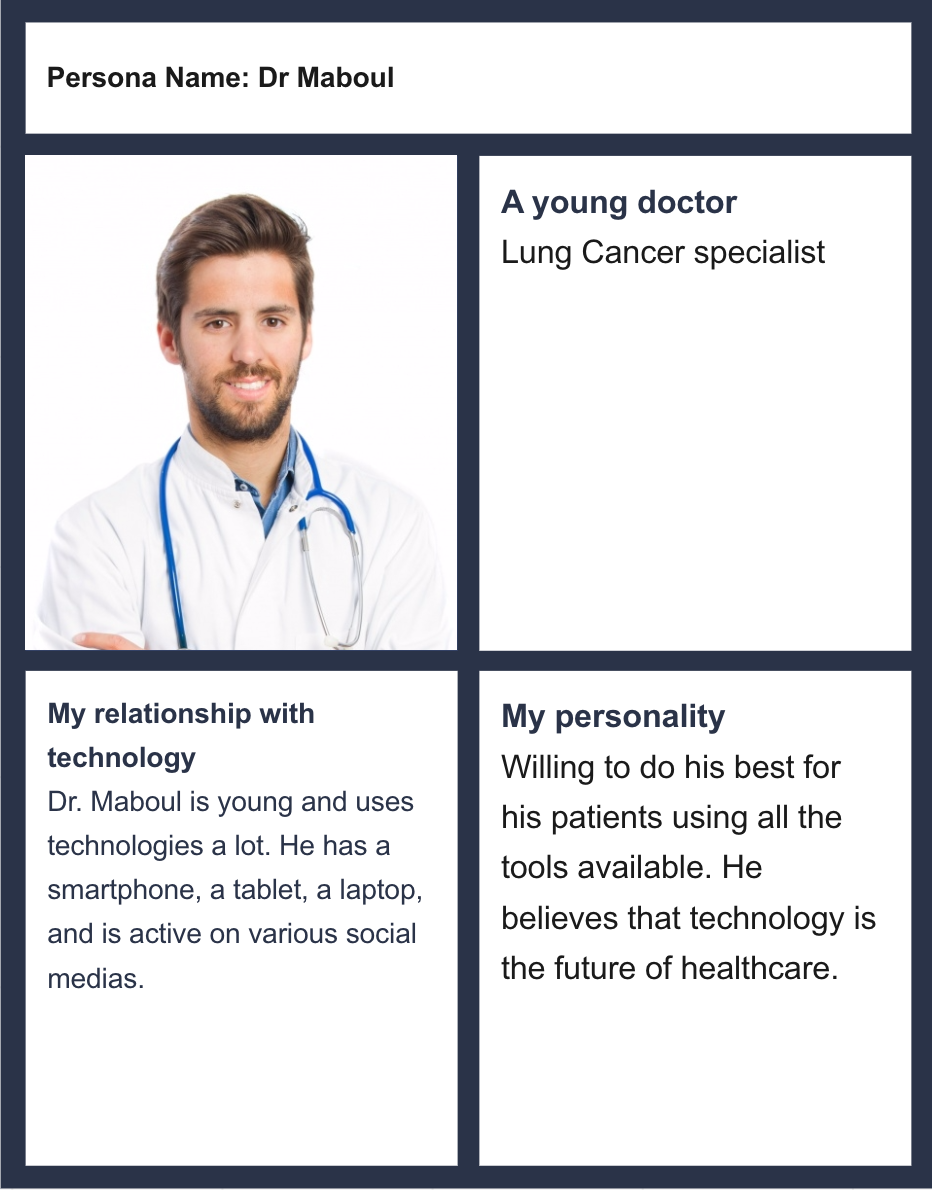 Persona Name: Dr Maboul
A young doctor
Lung Cancer specialist
My relationship with
technology
Dr. Maboul is young and uses
technologies a lot. He has a
smartphone, a tablet, a laptop,
and is active on various social
medias.
My personality
Willing to do his best for
his patients using all the
tools available. He
believes that technology is
the future of healthcare.